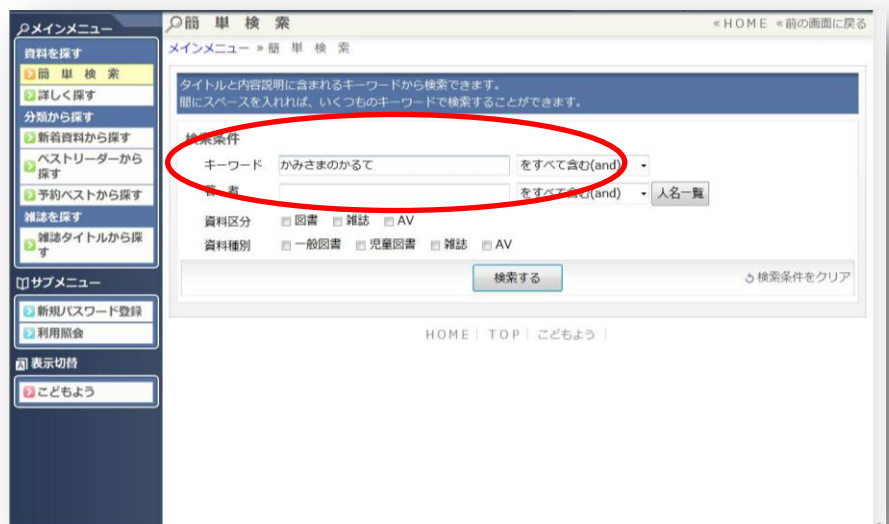 メインメニュー
資料を探す
簡単検索
詳しく探す
分類から探す
新着資料から探す
ベストリーダーから
探す
予約ベストから探す
雑誌を探す
雑誌タイトルから探
す
サブメニュー
新規パスワード登録
利用照会
表示切替
こどもよう
簡単検索
«HOME «前の画面に戻る
メインメニュー » 簡単検索
タイトルと内容説明に含まれるキーワードから検索できます。
間にスペースを入れれば、いくつものキーワードで検索することができます。
検索条件
キーワード かみさまのかるて をすべて含む(and)
著者 をすべて含む(and) 人名一覧
資料区分 図書 雑誌 AV
資料種別 一般図書 児童図書 雑誌 AV
検索する 検索条件をクリア
HOME | TOP | こどもよう |